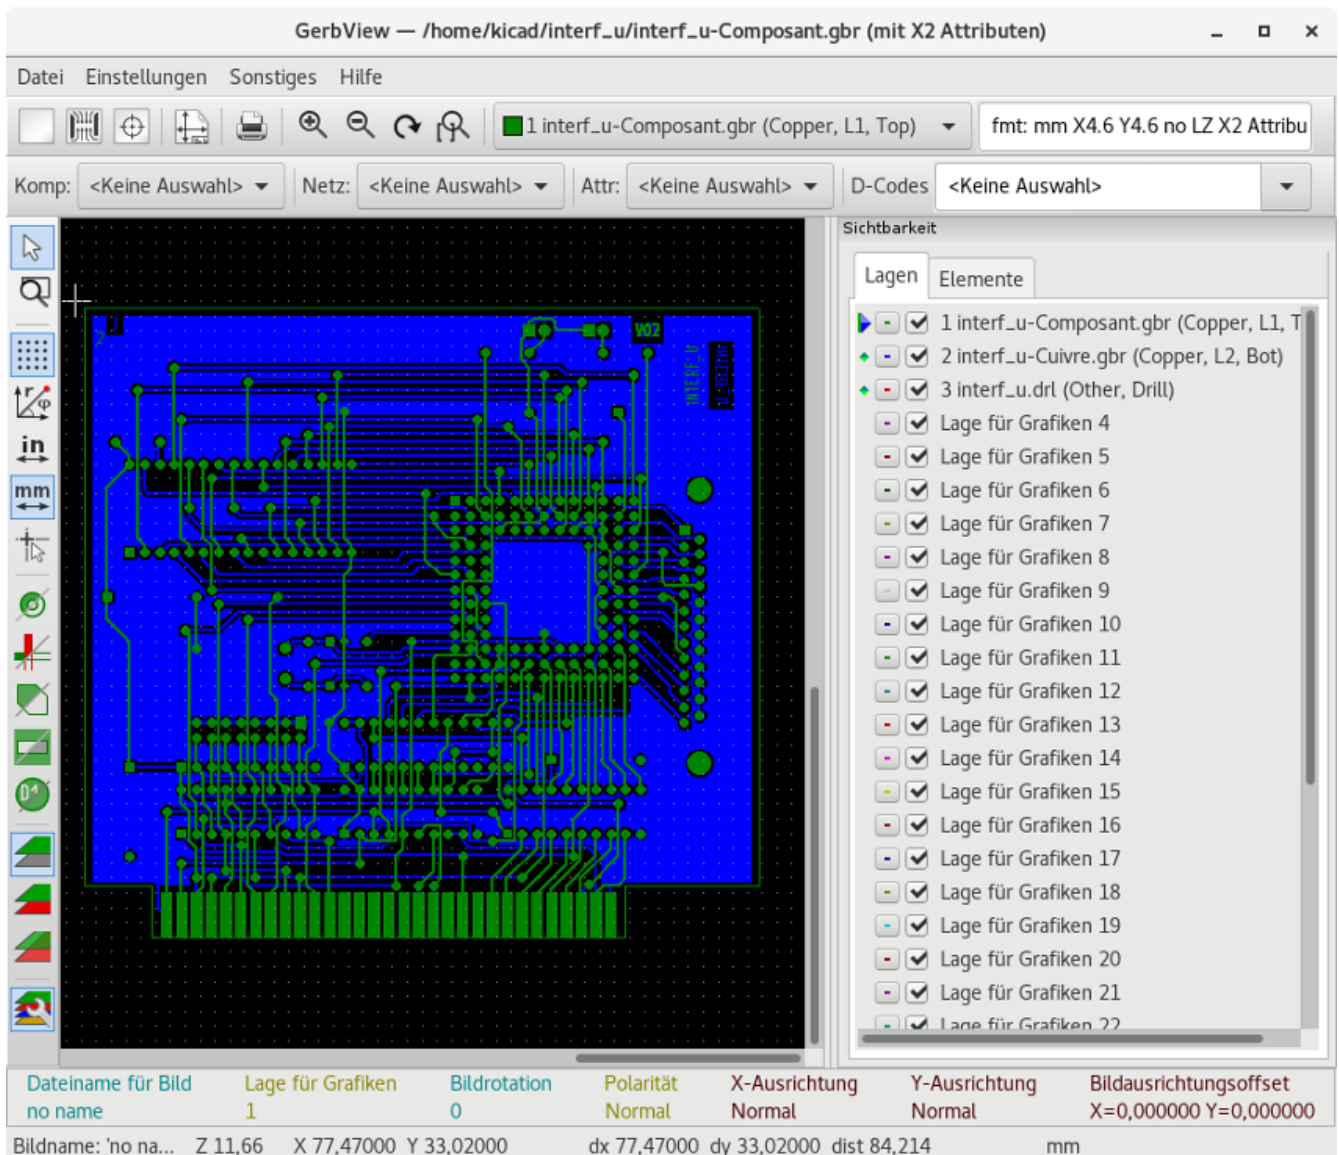 GerbView — /home/kicad/interf_u/interf_u-Composant.gbr (mit X2 Attributen)
Datei Einstellungen Sonstiges Hilfe
1 interf_u-Composant.gbr (Copper, L1, Top) fmt: mm X4.6 Y4.6 no LZ X2 Attribu
Komp: <Keine Auswahl> Netz: <Keine Auswahl> Attr: <Keine Auswahl> D-Codes <Keine Auswahl>
Sichtbarkeit
Lagen Elemente
1 interf_u-Composant.gbr (Copper, L1, T
2 interf_u-Cuivre.gbr (Copper, L2, Bot)
3 interf_u.drl (Other, Drill)
Lage für Grafiken 4
Lage für Grafiken 5
Lage für Grafiken 6
Lage für Grafiken 7
Lage für Grafiken 8
Lage für Grafiken 9
Lage für Grafiken 10
Lage für Grafiken 11
Lage für Grafiken 12
Lage für Grafiken 13
Lage für Grafiken 14
Lage für Grafiken 15
Lage für Grafiken 16
Lage für Grafiken 17
Lage für Grafiken 18
Lage für Grafiken 19
Lage für Grafiken 20
Lage für Grafiken 21
Lage für Grafiken 22
in
mm
2
V02
INTERF_U
Dateiname für Bild Lage für Grafiken Bildrotation Polarität X-Ausrichtung Y-Ausrichtung Bildausrichtungsoffset
no name 1 0 Normal Normal Normal X=0,000000 Y=0,000000
Bildname: 'no na... Z 11,66 X 77,47000 Y 33,02000 dx 77,47000 dy 33,02000 dist 84,214 mm